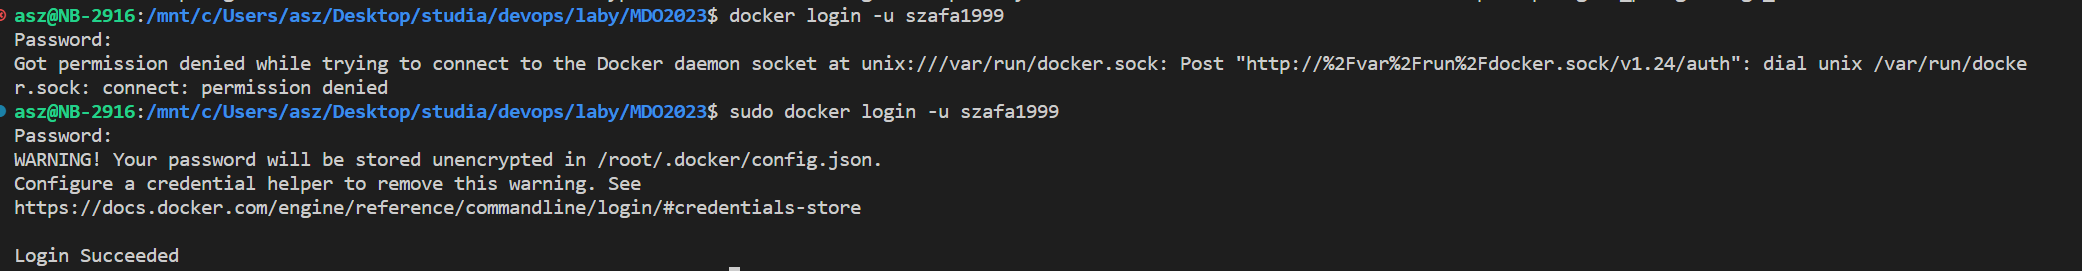 asz@NB-2916:/mnt/c/Users/asz/Desktop/studia/devops/laby/MDO2023$ docker login -u szafa1999
Password:
Got permission denied while trying to connect to the Docker daemon socket at unix:///var/run/docker.sock: Post "http://%2Fvar%2Frun%2Fdocker.sock/v1.24/auth": dial unix /var/run/docke
r.sock: connect: permission denied
asz@NB-2916:/mnt/c/Users/asz/Desktop/studia/devops/laby/MDO2023$ sudo docker login -u szafa1999
Password:
WARNING! Your password will be stored unencrypted in /root/.docker/config.json.
Configure a credential helper to remove this warning. See
https://docs.docker.com/engine/reference/commandline/login/#credentials-store
Login Succeeded